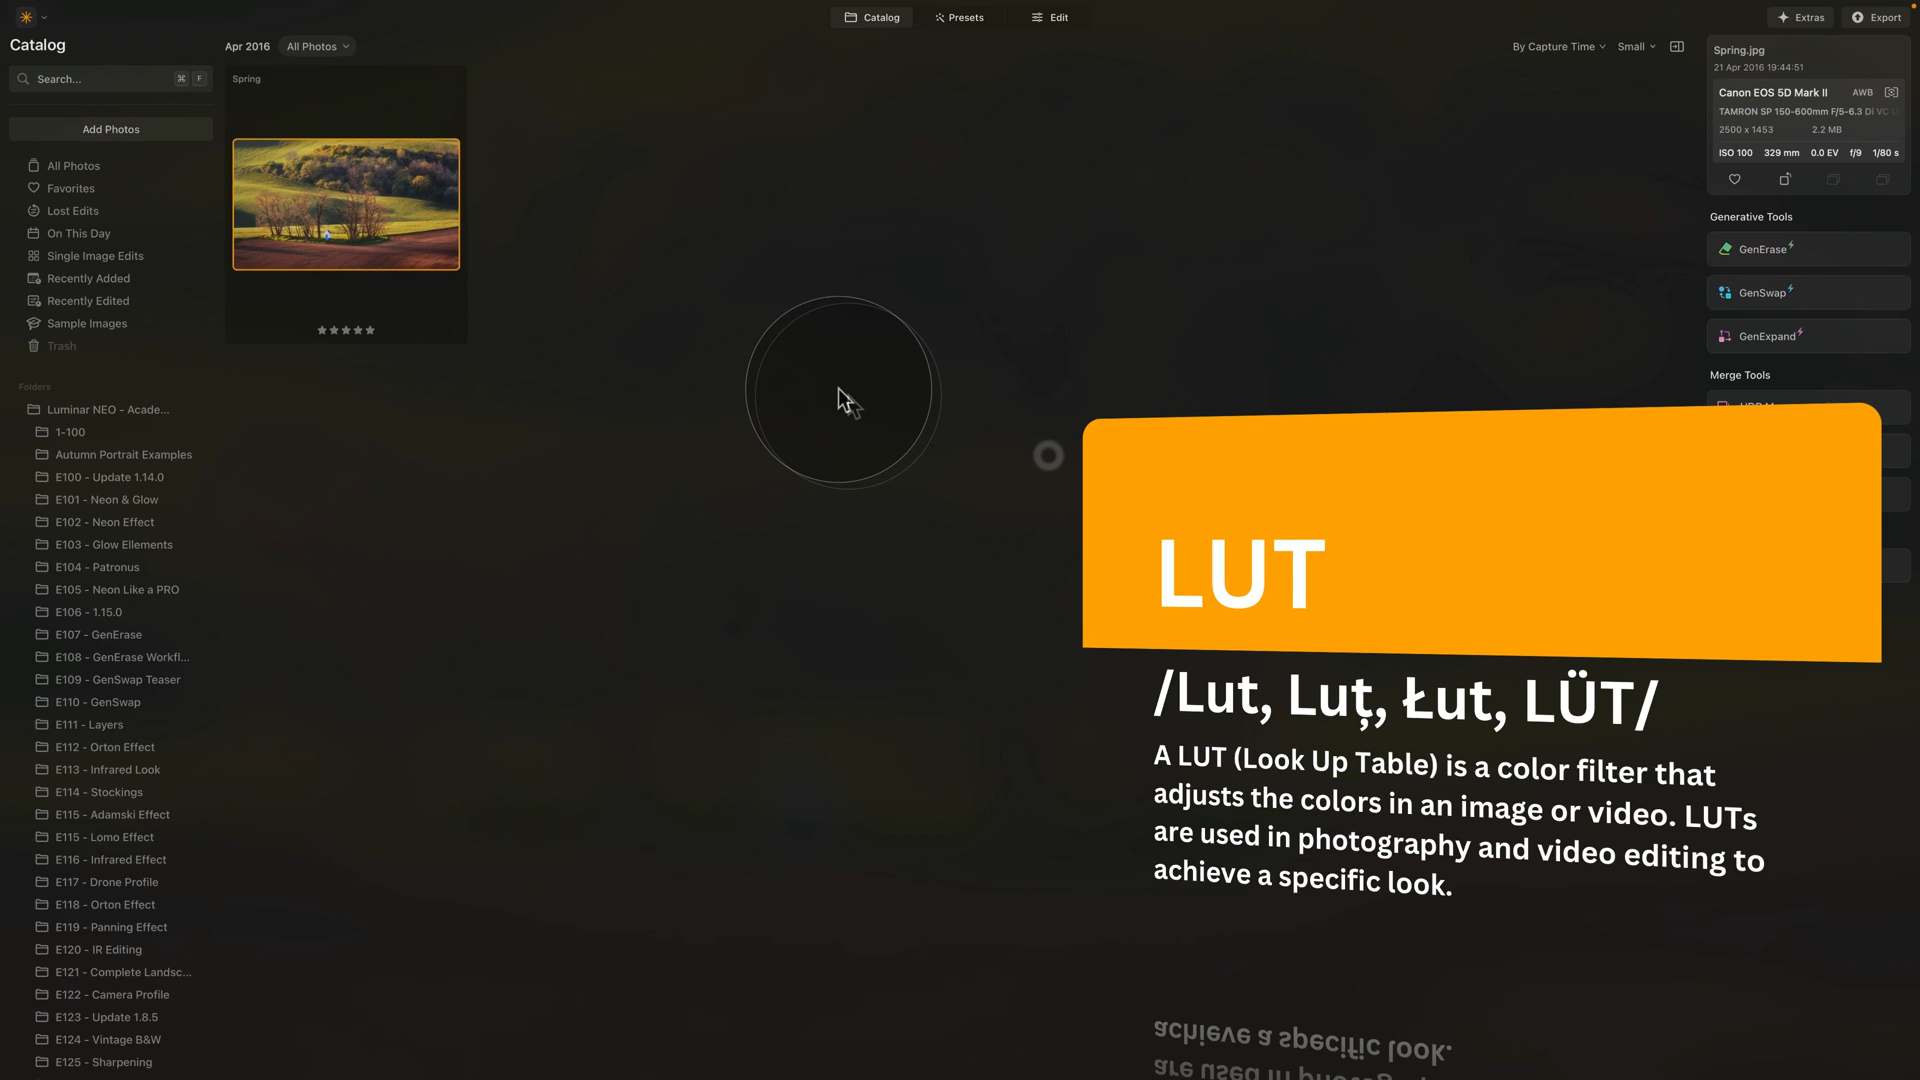 Catalog
Presets
Edit
Extras
Export
Catalog
Apr 2016
All Photos
By Capture Time
Small
Search...
⌘ F
Add Photos
All Photos
Favorites
Lost Edits
On This Day
Single Image Edits
Recently Added
Recently Edited
Sample Images
Trash
Folders
Luminar NEO - Acade...
1-100
Autumn Portrait Examples
E100 - Update 1.14.0
E101 - Neon & Glow
E102 - Neon Effect
E103 - Glow Ellements
E104 - Patronus
E105 - Neon Like a PRO
E106 - 1.15.0
E107 - GenErase
E108 - GenErase Workfl...
E109 - GenSwap Teaser
E110 - GenSwap
E111 - Layers
E112 - Orton Effect
E113 - Infrared Look
E114 - Stockings
E115 - Adamski Effect
E115 - Lomo Effect
E116 - Infrared Effect
E117 - Drone Profile
E118 - Orton Effect
E119 - Panning Effect
E120 - IR Editing
E121 - Complete Landsc...
E122 - Camera Profile
E123 - Update 1.8.5
E124 - Vintage B&W
E125 - Sharpening
Spring
Spring.jpg
21 Apr 2016 19:44:51
Canon EOS 5D Mark II AWB
TAMRON SP 150-600mm F/5-6.3 Di VC
2500 x 1453 2.2 MB
ISO 100 329 mm 0.0 EV f/9 1/80 s
Generative Tools
GenErase
GenSwap
GenExpand
Merge Tools
LUT
/Lut, Luț, Łut, LÜT/
A LUT (Look Up Table) is a color filter that
adjusts the colors in an image or video. LUTs
are used in photography and video editing to
achieve a specific look.
achieve a specific look.